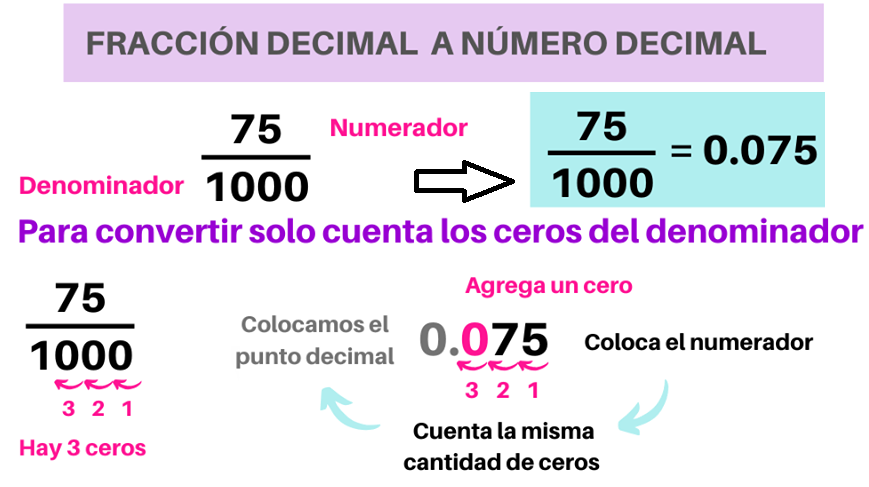 FRACCIÓN DECIMAL A NÚMERO DECIMAL
75
Numerador
Denominador
1000
75
1000
= 0.075
Para convertir solo cuenta los ceros del denominador
75
1000
3 2 1
Hay 3 ceros
Agrega un cero
Colocamos el
punto decimal
0.075
3 2 1
Coloca el numerador
Cuenta la misma
cantidad de ceros